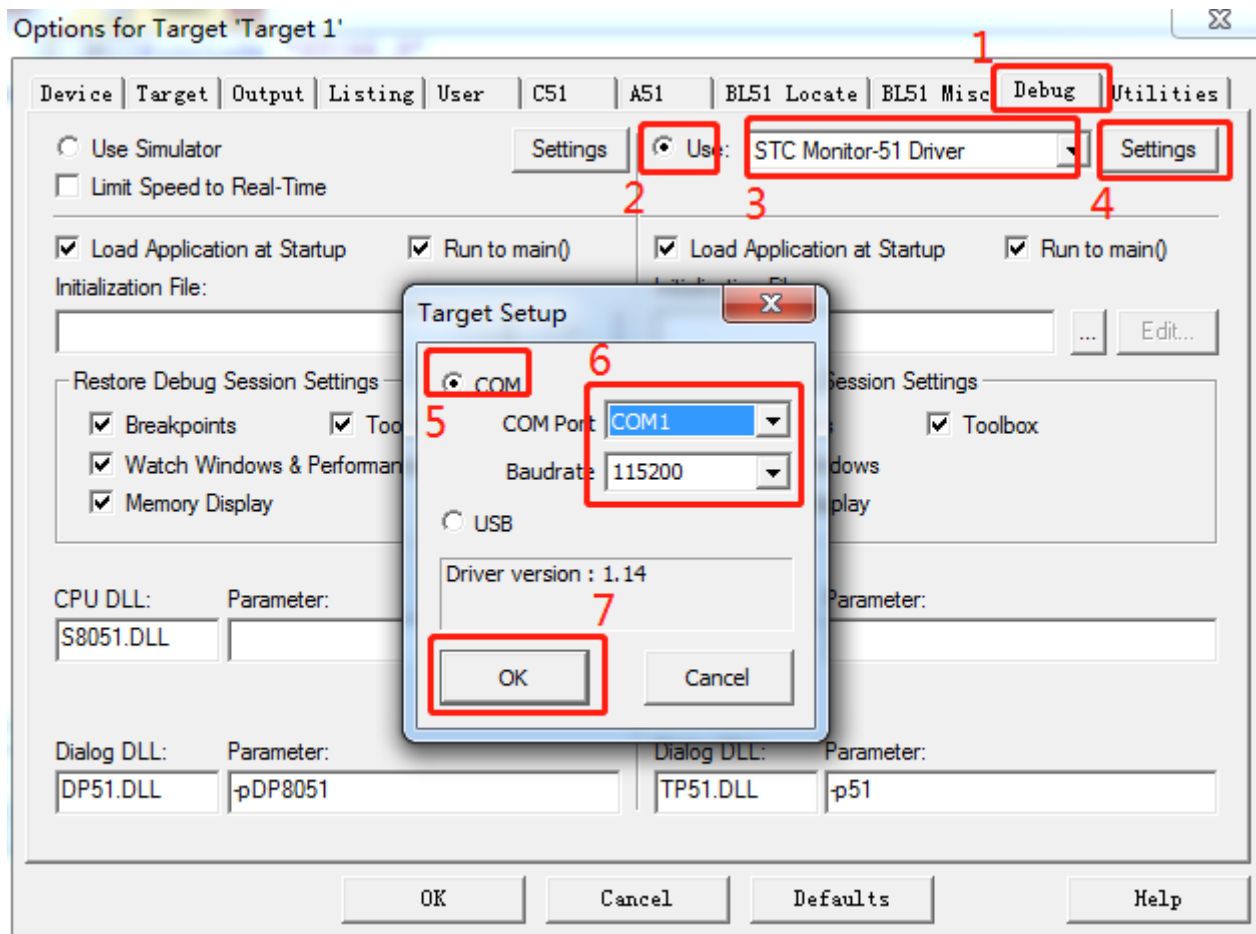 Options for Target 'Target 1'
1
Device Target Output Listing User C51 A51 BL51 Locate BL51 Misc Debug Utilities
Use Simulator Settings Use: STC Monitor-51 Driver Settings
Limit Speed to Real-Time
2 3 4
Load Application at Startup Run to main() Load Application at Startup Run to main()
Initialization File:
... Edit...
Target Setup
6
COM
5
COM Port COM1
Baudrate 115200
USB
Driver version : 1.14
7
OK Cancel
Restore Debug Session Settings Session Settings
Breakpoints Toolbox
Watch Windows &
Memory Display
CPU DLL: Parameter: Parameter:
S8051.DLL
Dialog DLL: Parameter: Dialog DLL: Parameter:
DP51.DLL -pDP8051 TP51.DLL -p51
OK Cancel Defaults Help